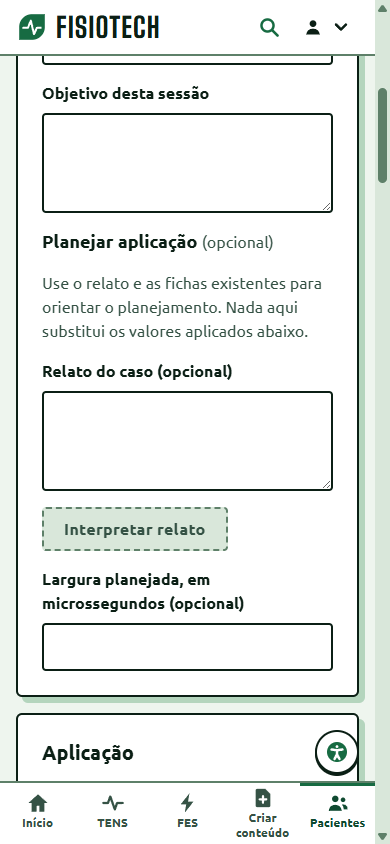 FISIOTECH
Objetivo desta sessão
Planejar aplicação (opcional)
Use o relato e as fichas existentes para
orientar o planejamento. Nada aqui
substitui os valores aplicados abaixo.
Relato do caso (opcional)
Interpretar relato
Largura planejada, em
microssegundos (opcional)
Aplicação
Início
TENS
FES
Criar
conteúdo
Pacientes